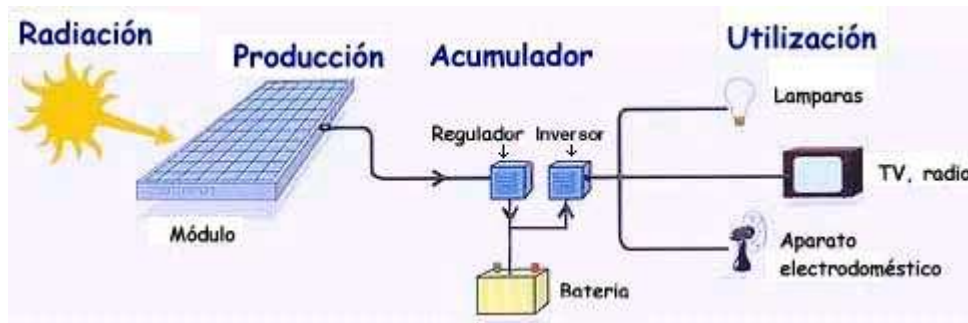 Radiación
Producción
Acumulador
Utilización
Lamparas
Regulador
Inversor
TV, radio
Módulo
Bateria
Aparato
electrodoméstico